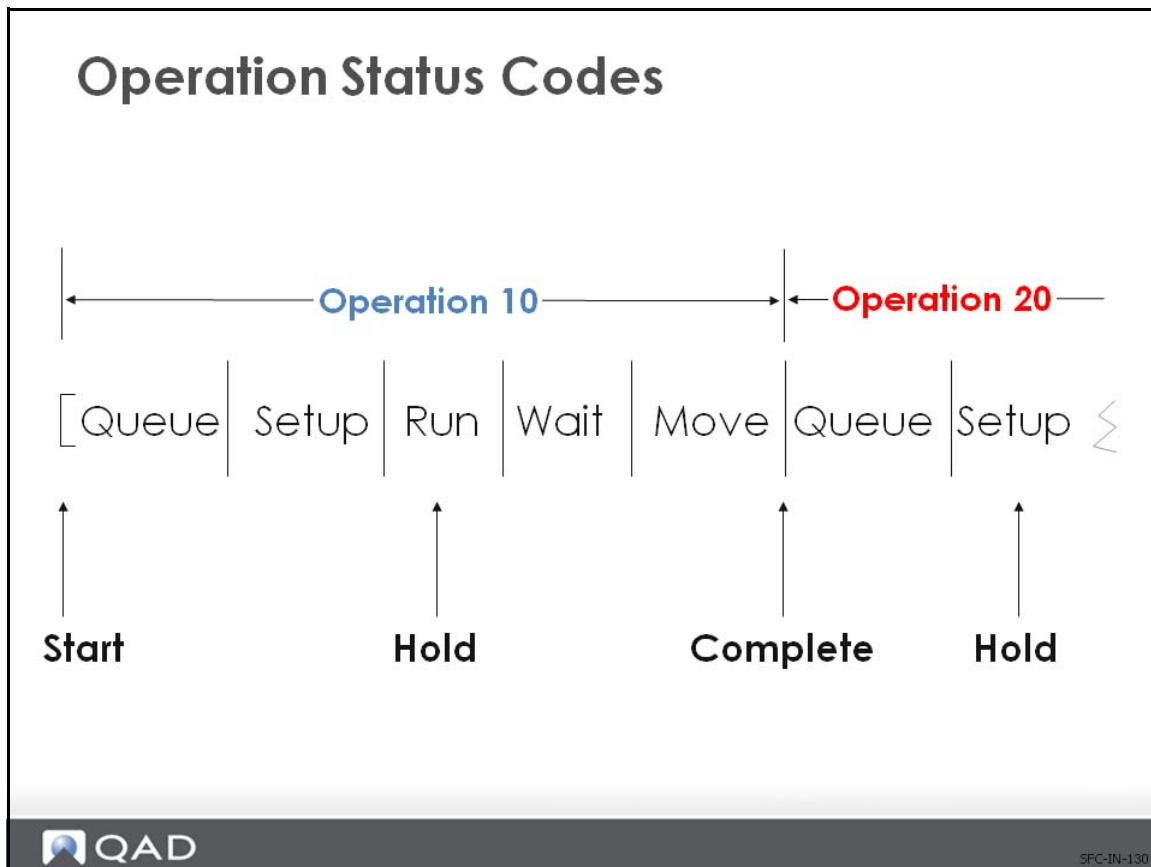 Operation Status Codes
Operation 10 Operation 20
Queue Setup Run Wait Move Queue Setup
Start Hold Complete Hold
QAD
SFC-IN-130